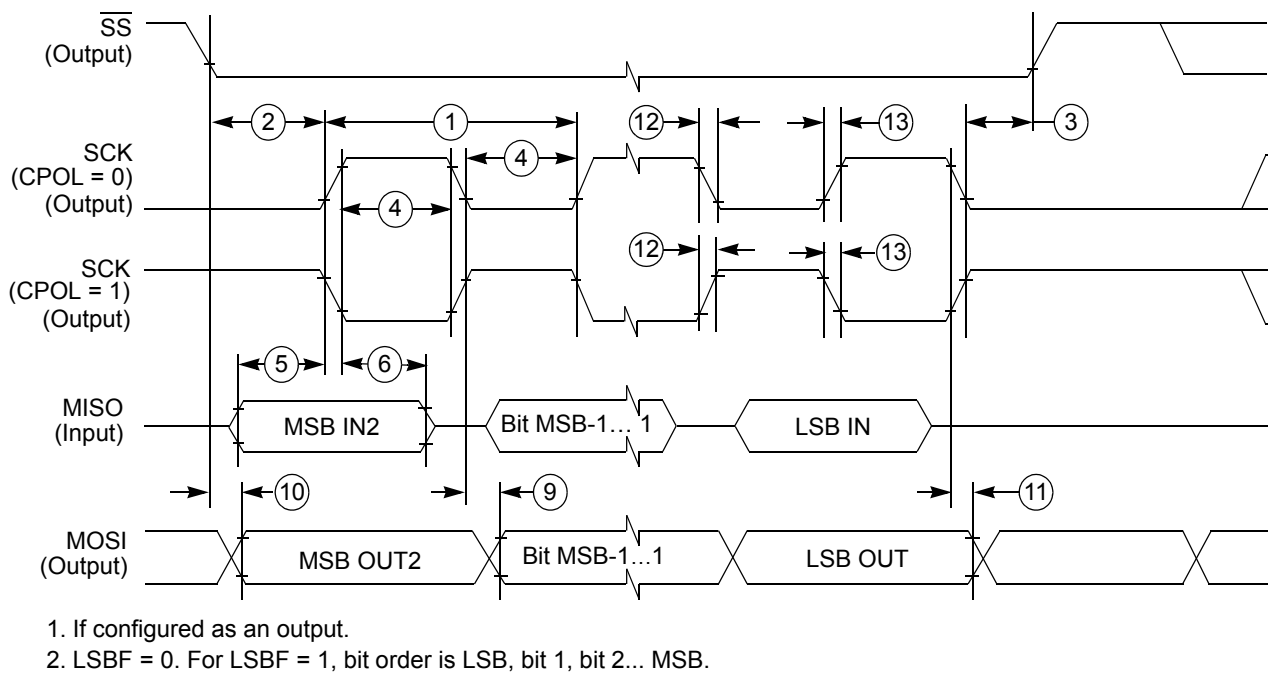 SS
(Output)
2
1
12
13
3
SCK
(CPOL = 0)
(Output)
4
4
SCK
(CPOL = 1)
(Output)
12
13
5
6
MISO
(Input)
MSB IN2
Bit MSB-1… 1
LSB IN
10
9
11
MOSI
(Output)
MSB OUT2
Bit MSB-1...1
LSB OUT
1. If configured as an output.
2. LSBF = 0. For LSBF = 1, bit order is LSB, bit 1, bit 2... MSB.